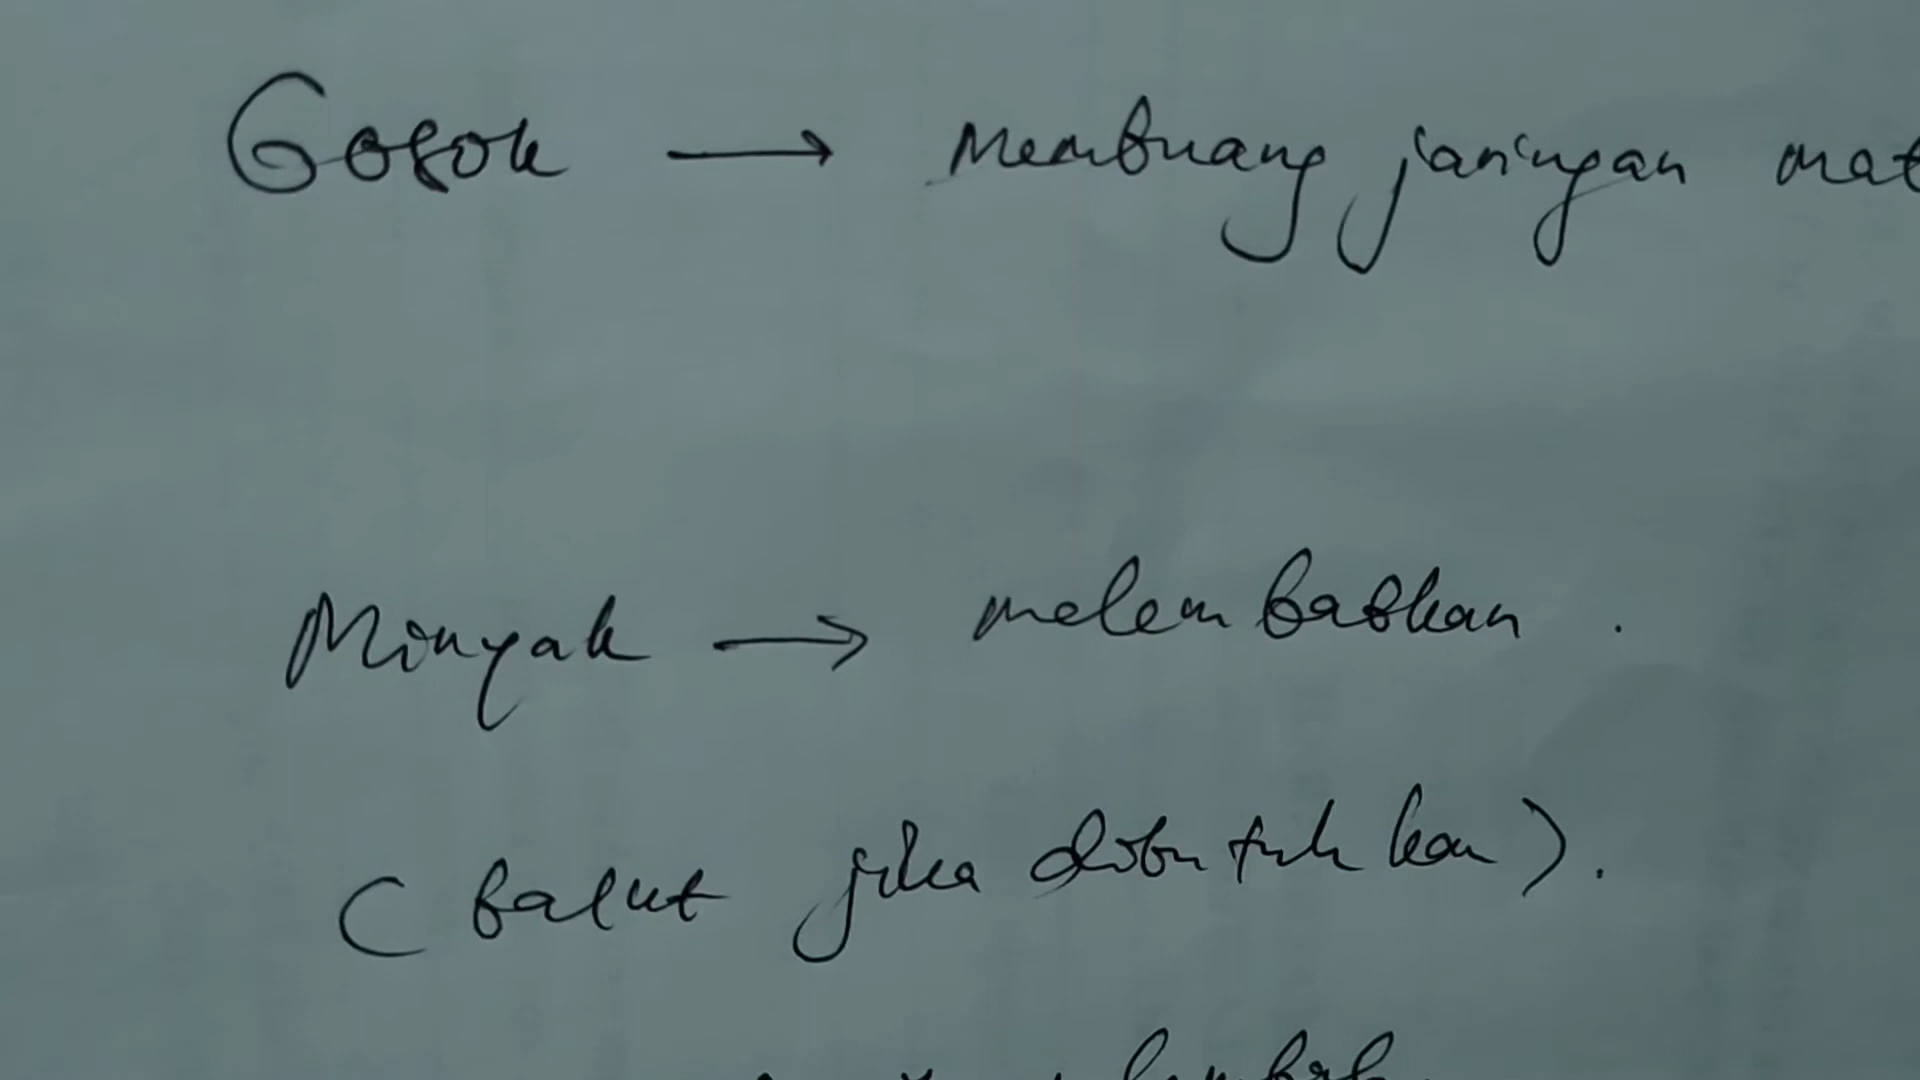 Gosok → Membuang jaringan mat
Minyak → melembabkan .
( balut jika dibutuhkan ) .